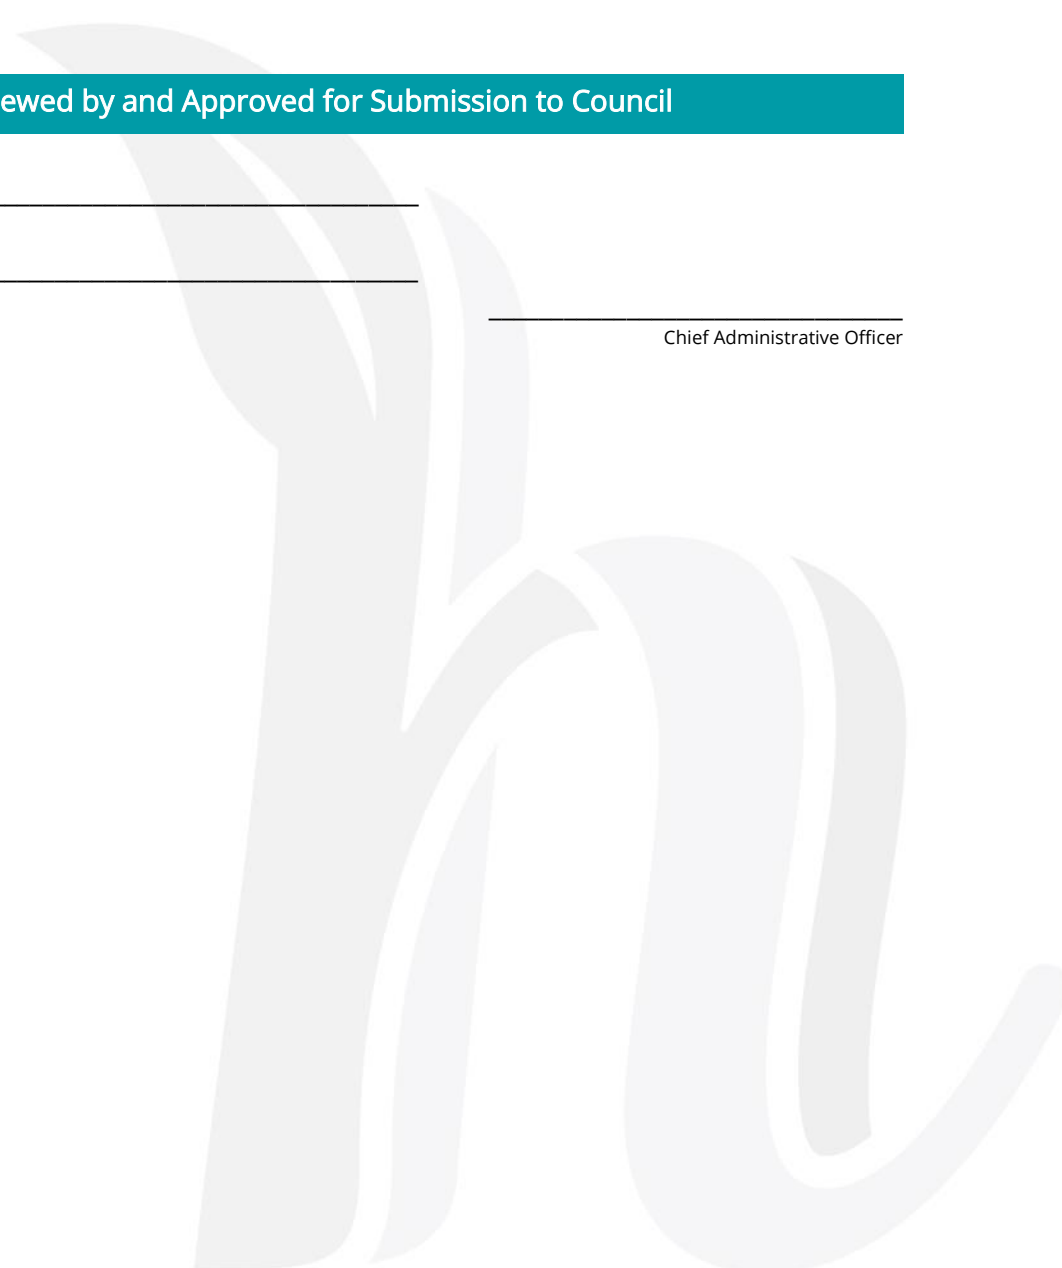 ewed by and Approved for Submission to Council
Chief Administrative Officer